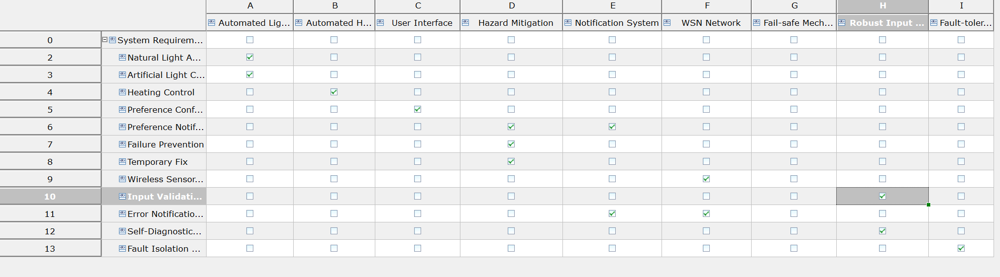 A B C D E F G H I
Automated Lig... Automated H... User Interface Hazard Mitigation Notification System WSN Network Fail-safe Mech... Robust Input ... Fault-toler...
0 System Requirem...
2 Natural Light A...
3 Artificial Light C...
4 Heating Control
5 Preference Conf...
6 Preference Notif...
7 Failure Prevention
8 Temporary Fix
9 Wireless Sensor...
10 Input Validati...
11 Error Notificatio...
12 Self-Diagnostic...
13 Fault Isolation ...